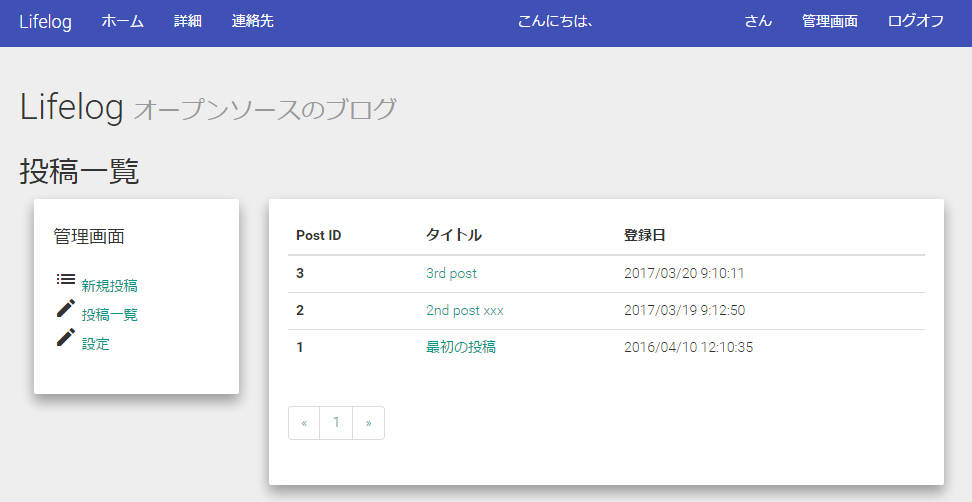 Lifelog ホーム 詳細 連絡先 こんにちは、 さん 管理画面 ログオフ
Lifelog オープンソースのブログ
投稿一覧
管理画面
新規投稿
投稿一覧
設定
Post ID タイトル 登録日
3 3rd post 2017/03/20 9:10:11
2 2nd post xxx 2017/03/19 9:12:50
1 最初の投稿 2016/04/10 12:10:35
« 1 »